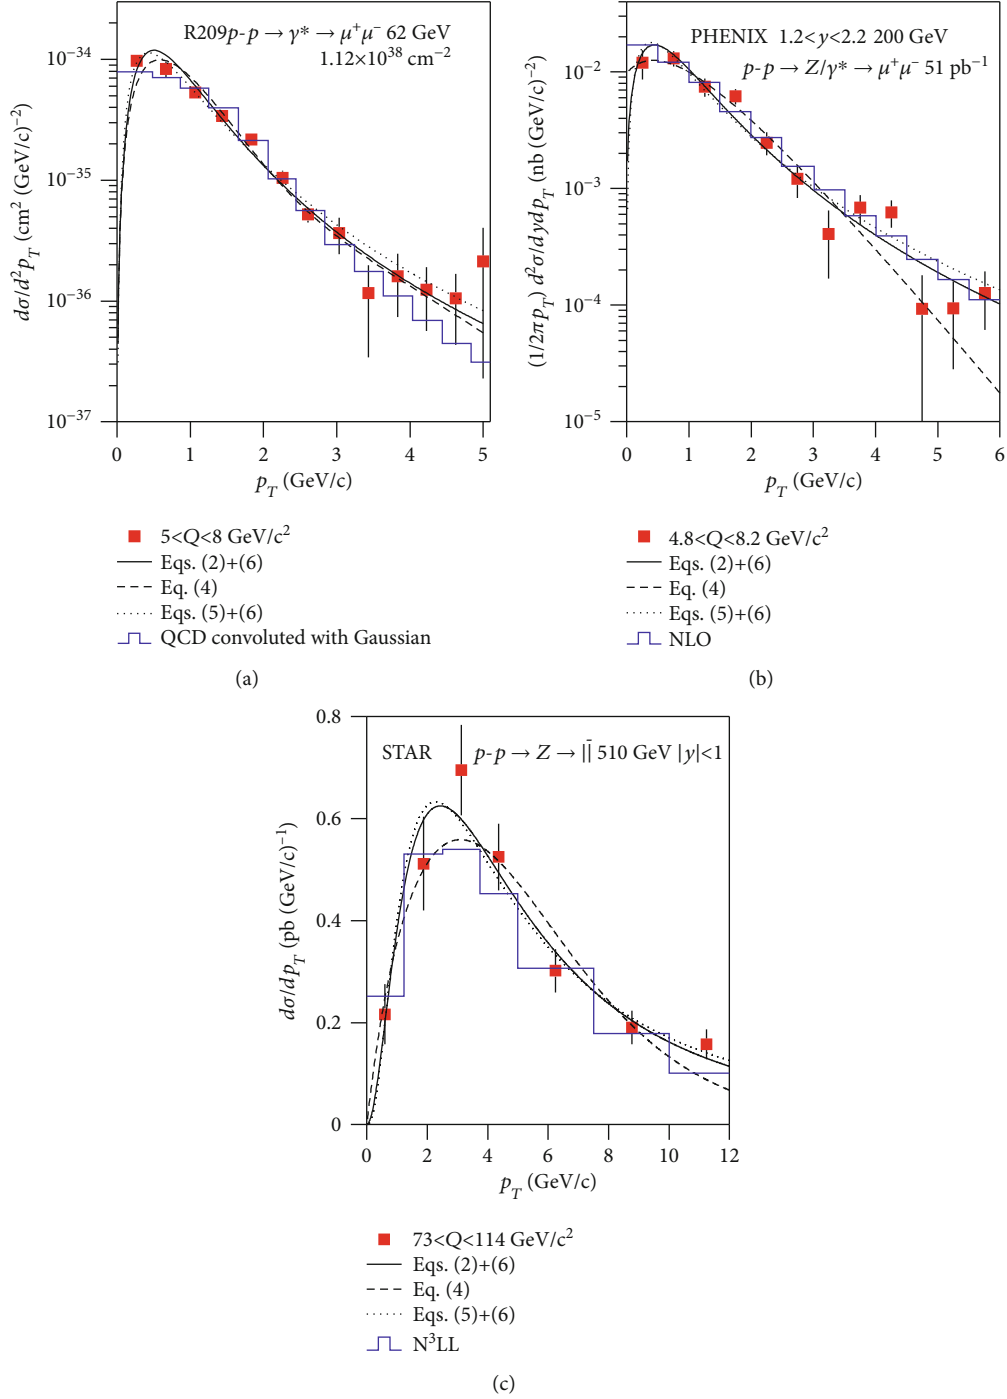 (a)
R209 p-p → γ* → μ⁺μ⁻ 62 GeV
1.12×10³⁸ cm⁻²
dσ/d²p_T (cm² (GeV/c)⁻²)
10⁻³⁴
10⁻³⁵
10⁻³⁶
10⁻³⁷
0 1 2 3 4 5
p_T (GeV/c)
5<Q<8 GeV/c²
Eqs. (2)+(6)
Eq. (4)
Eqs. (5)+(6)
QCD convoluted with Gaussian
(a)
(b)
PHENIX 1.2<y<2.2 200 GeV
p-p → Z/γ* → μ⁺μ⁻ 51 pb⁻¹
(1/2πp_T) d²σ/dydp_T (nb (GeV/c)⁻²)
10⁻²
10⁻³
10⁻⁴
10⁻⁵
0 1 2 3 4 5 6
p_T (GeV/c)
4.8<Q<8.2 GeV/c²
Eqs. (2)+(6)
Eq. (4)
Eqs. (5)+(6)
NLO
(b)
STAR p-p → Z → ||̄ 510 GeV |y|<1
dσ/dp_T (pb (GeV/c)⁻¹)
0.8
0.6
0.4
0.2
0
0 2 4 6 8 10 12
p_T (GeV/c)
73<Q<114 GeV/c²
Eqs. (2)+(6)
Eq. (4)
Eqs. (5)+(6)
N³LL
(c)